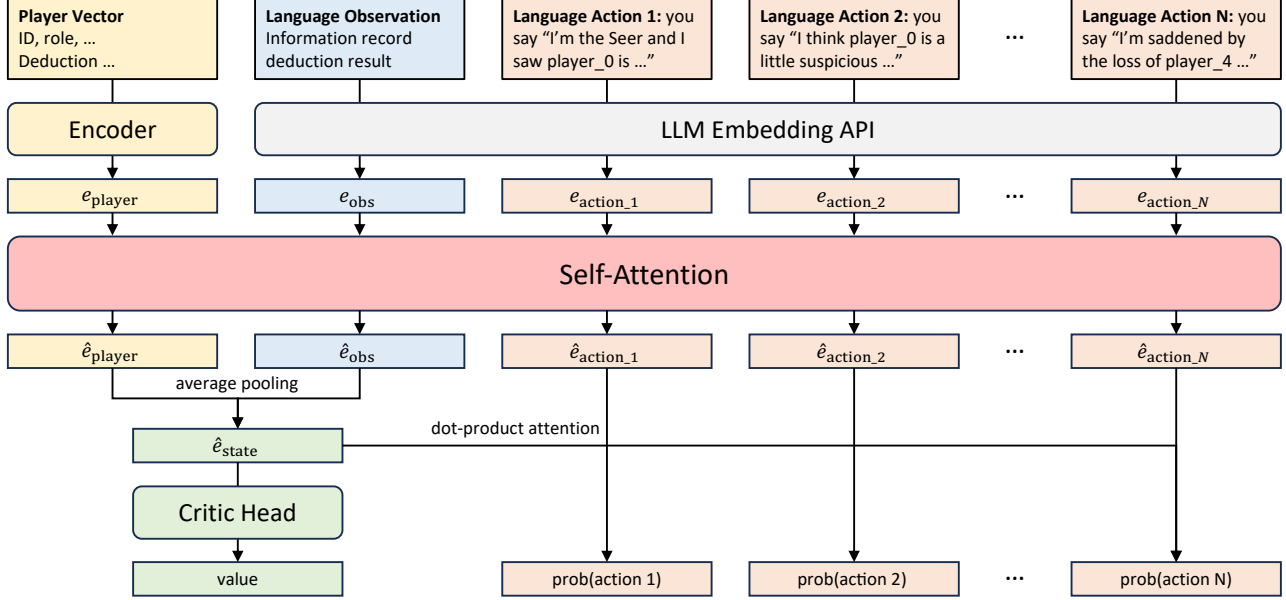 Player Vector
ID, role, ...
Deduction ...
Language Observation
Information record
deduction result
Language Action 1: you
say “I’m the Seer and I
saw player_0 is ...”
Language Action 2: you
say “I think player_0 is a
little suspicious ...”
...
Language Action N: you
say “I’m saddened by
the loss of player_4 ...”
Encoder
LLM Embedding API
e_player
e_obs
e_action_1
e_action_2
...
e_action_N
Self-Attention
ê_player
ê_obs
ê_action_1
ê_action_2
...
ê_action_N
average pooling
dot-product attention
ê_state
Critic Head
value
prob(action 1)
prob(action 2)
...
prob(action N)